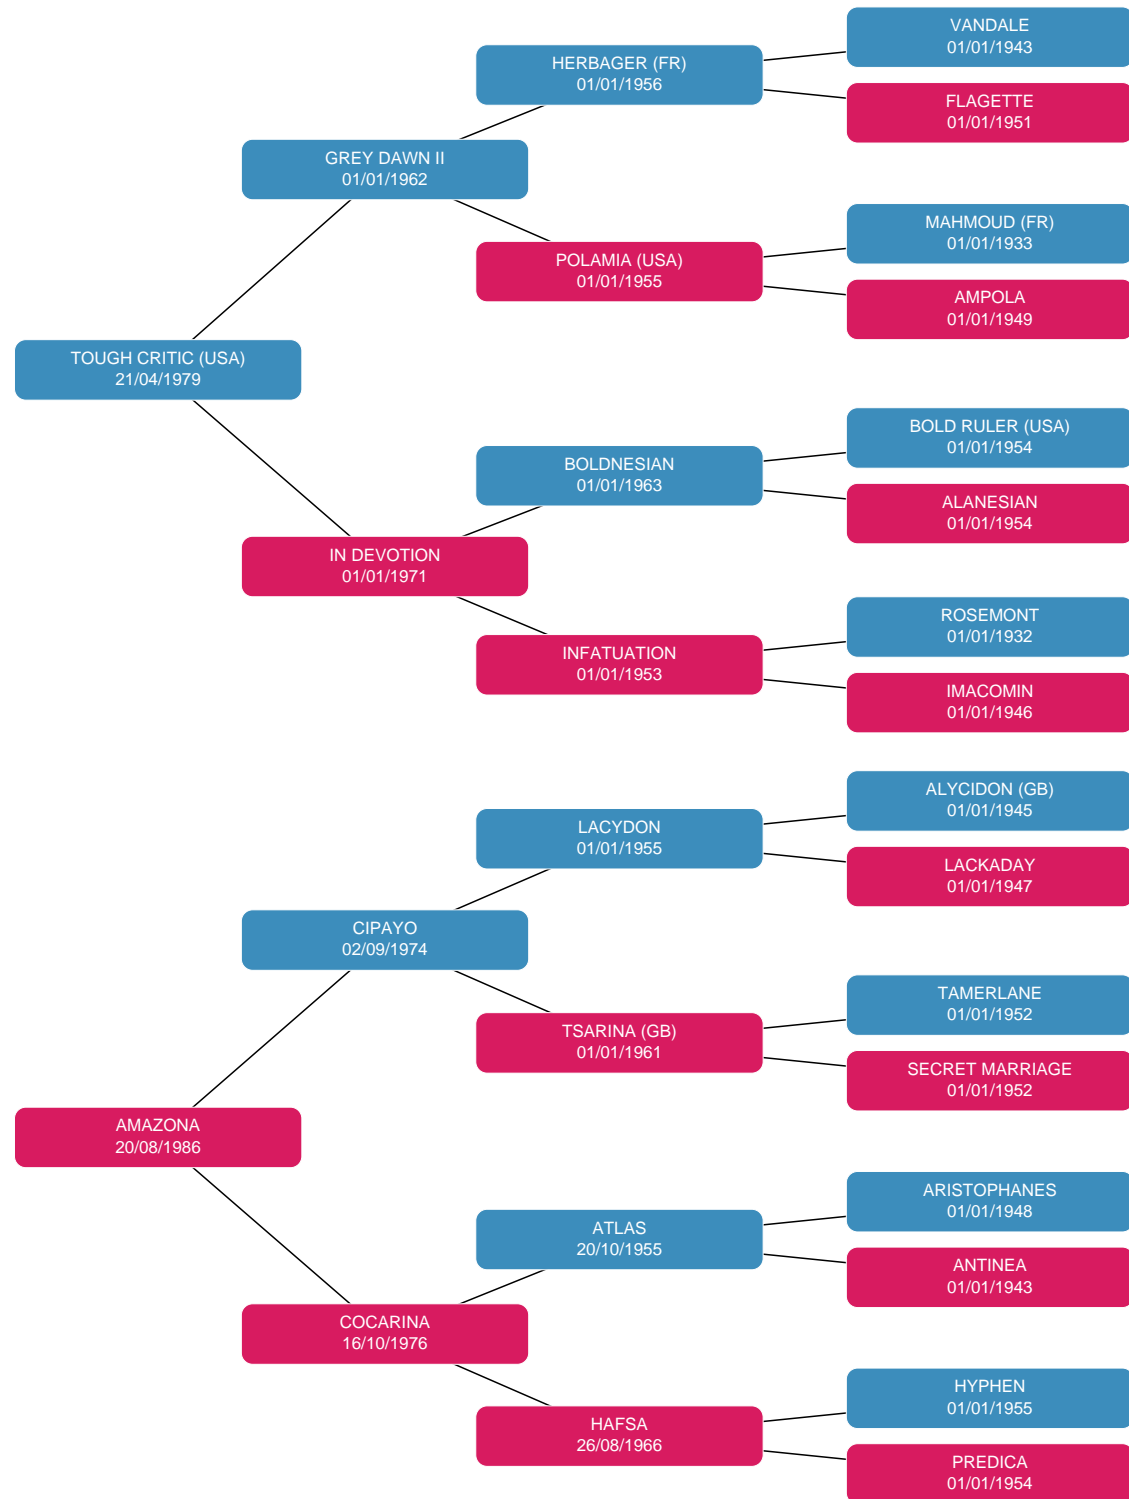 VANDALE
01/01/1943
HERBAGER (FR)
01/01/1956
FLAGETTE
01/01/1951
GREY DAWN II
01/01/1962
MAHMOUD (FR)
01/01/1933
POLAMIA (USA)
01/01/1955
AMPOLA
01/01/1949
TOUGH CRITIC (USA)
21/04/1979
BOLD RULER (USA)
01/01/1954
BOLDNESIAN
01/01/1963
ALANESIAN
01/01/1954
IN DEVOTION
01/01/1971
ROSEMONT
01/01/1932
INFATUATION
01/01/1953
IMACOMIN
01/01/1946
ALYCIDON (GB)
01/01/1945
LACYDON
01/01/1955
LACKADAY
01/01/1947
CIPAYO
02/09/1974
TAMERLANE
01/01/1952
TSARINA (GB)
01/01/1961
SECRET MARRIAGE
01/01/1952
AMAZONA
20/08/1986
ARISTOPHANES
01/01/1948
ATLAS
20/10/1955
ANTINEA
01/01/1943
COCARINA
16/10/1976
HYPHEN
01/01/1955
HAFSA
26/08/1966
PREDICA
01/01/1954